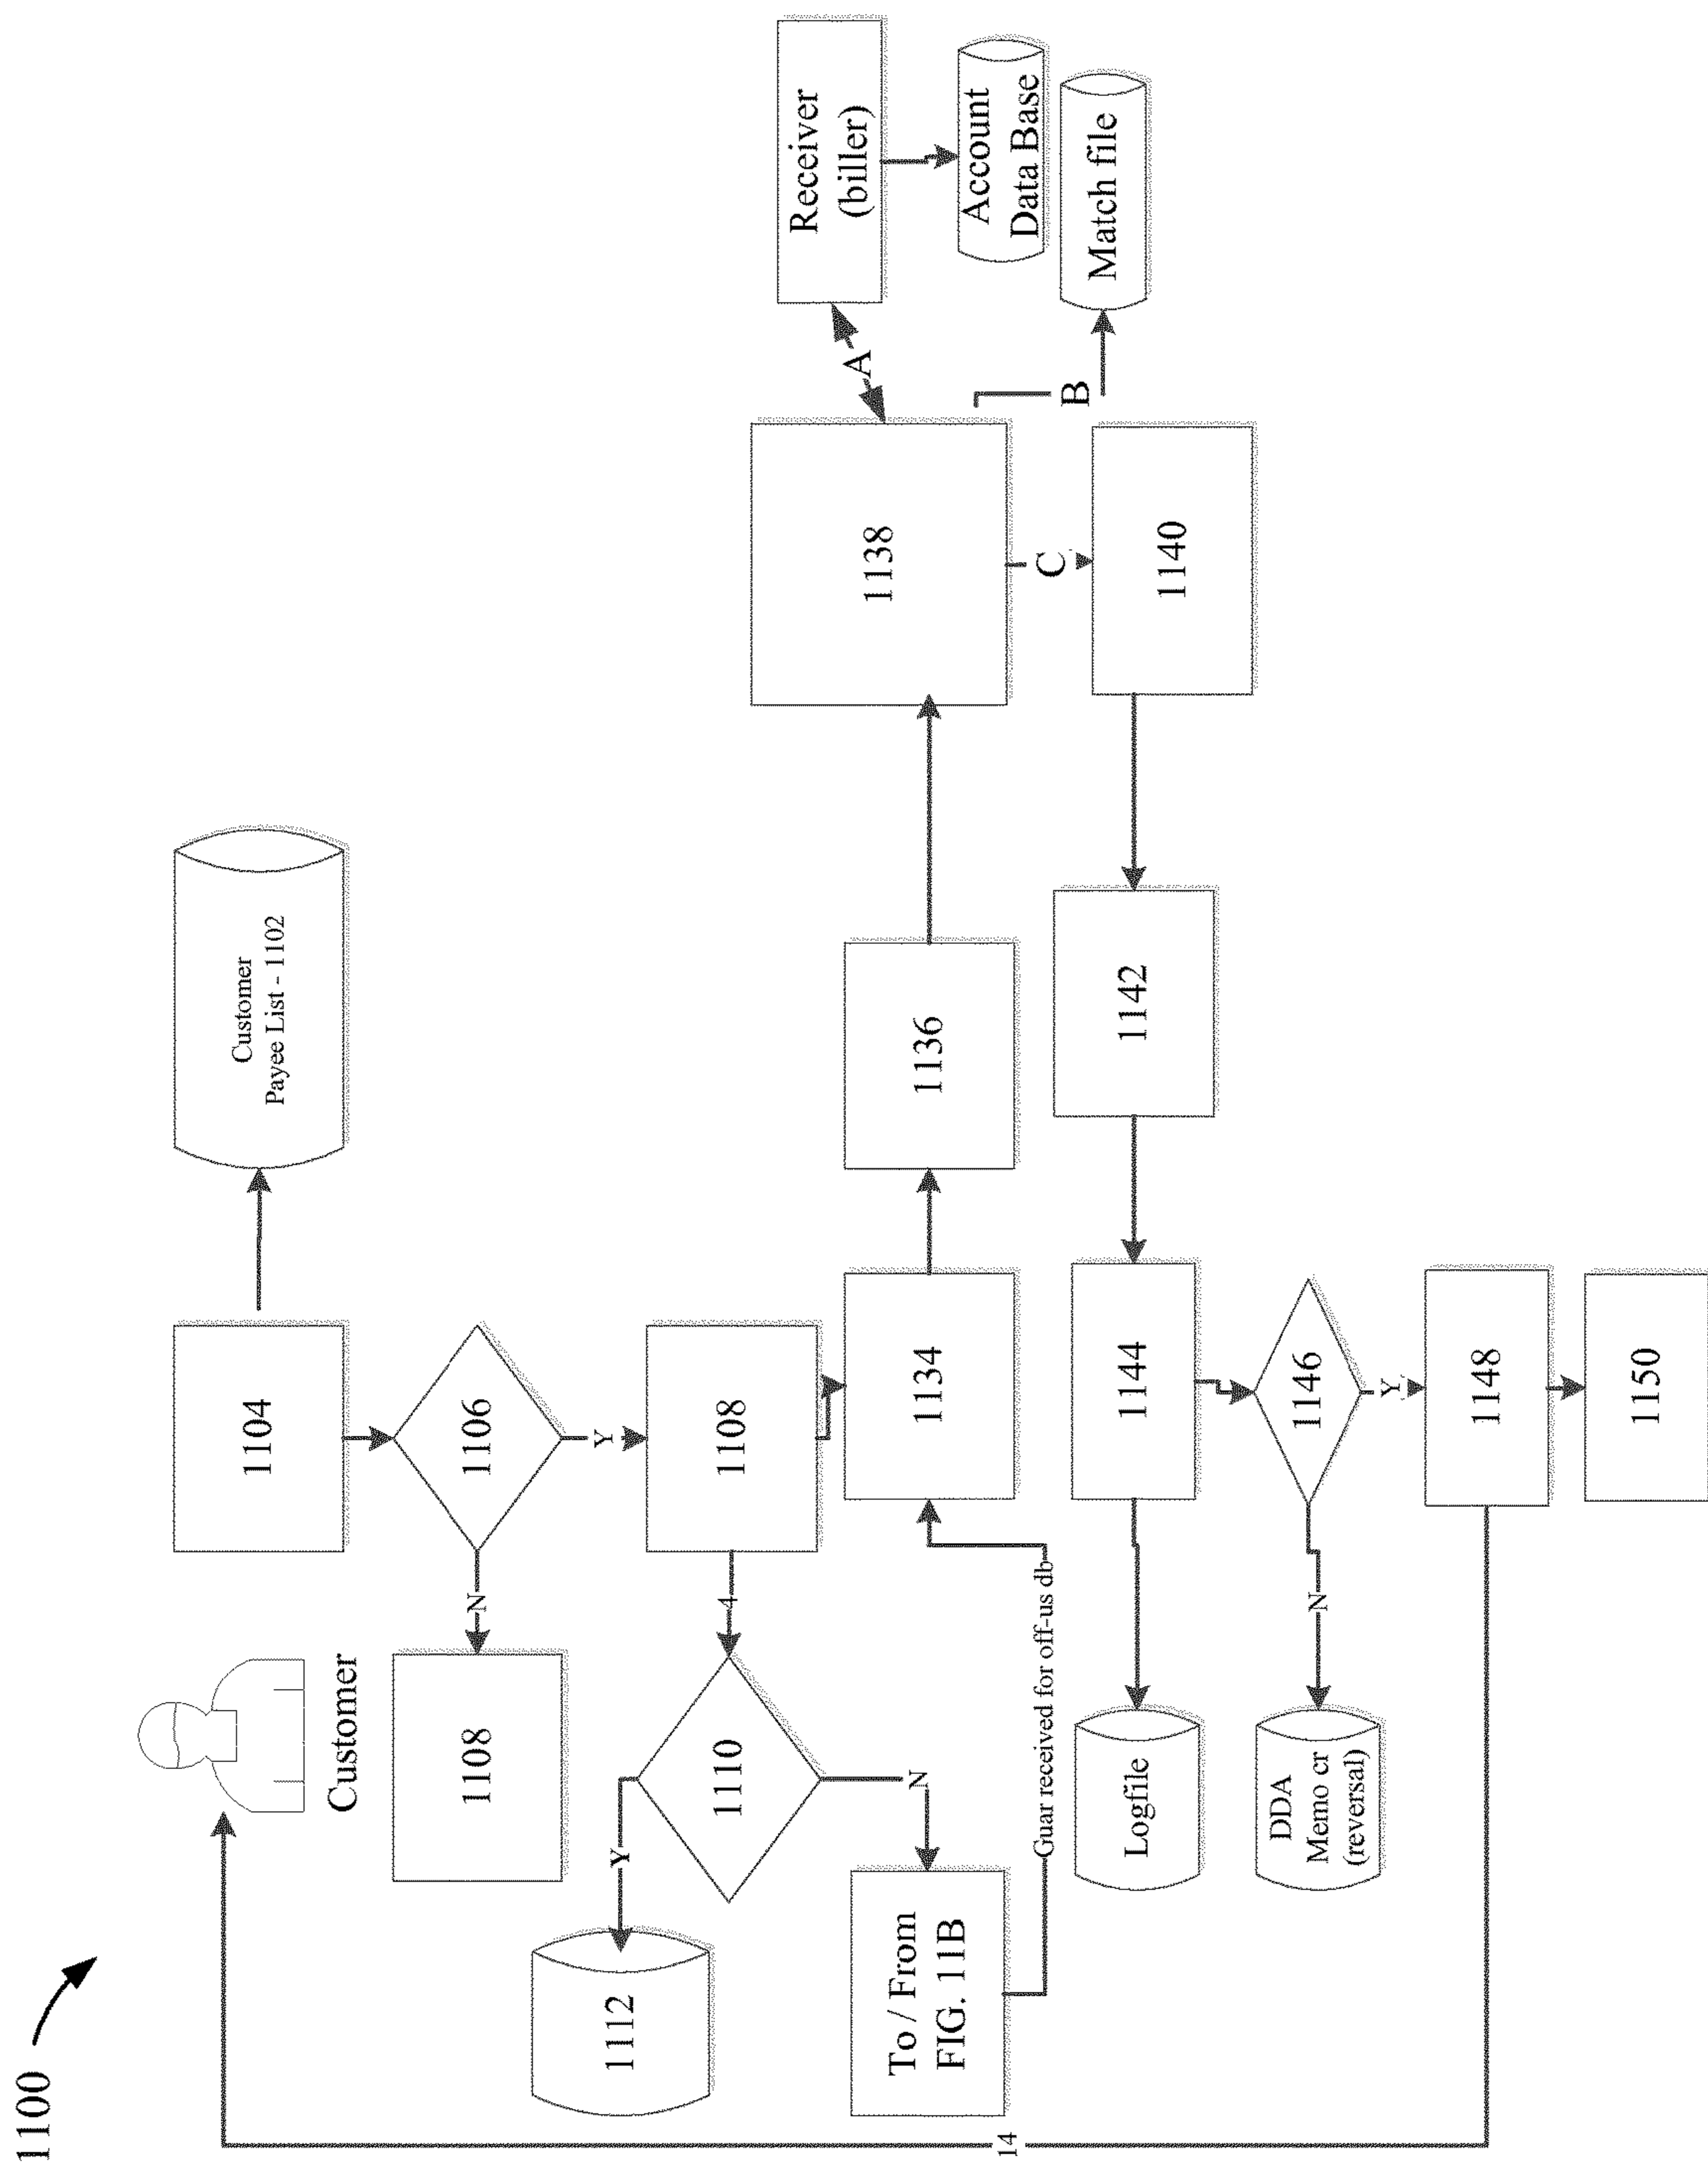 1100
Customer
1104
Customer
Payee List - 1102
1106
N
Y
1108
1108
4
1110
Y
N
1112
To / From
FIG. 11B
Guar received for off-us db
1134
1136
1138
A
B
C
Receiver
(biller)
Account
Data Base
Match file
1140
1142
1144
Logfile
1146
N
Y
DDA
Memo cr
(reversal)
1148
14
1150